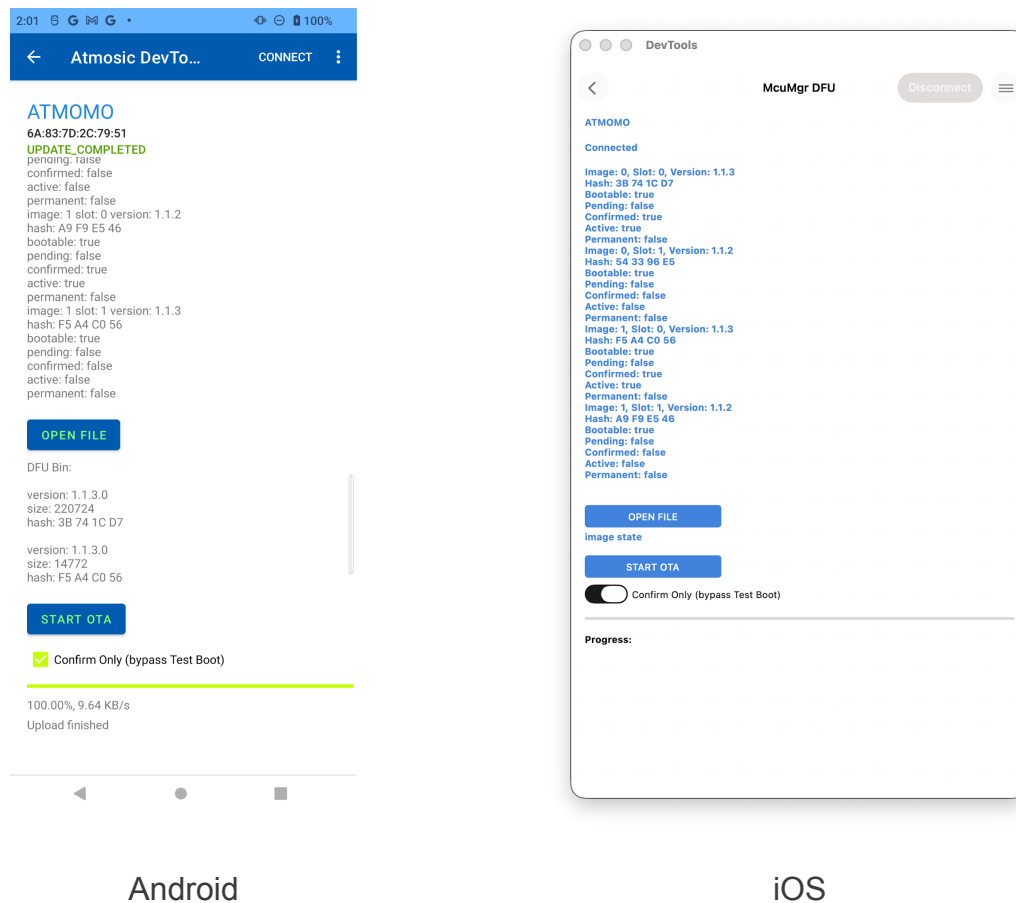 2:01 G G 100%
Atmosic DevTo... CONNECT
ATMOMO
6A:83:7D:2C:79:51
UPDATE_COMPLETED
pending: false
confirmed: false
active: false
permanent: false
image: 1 slot: 0 version: 1.1.2
hash: A9 F9 E5 46
bootable: true
pending: false
confirmed: true
active: true
permanent: false
image: 1 slot: 1 version: 1.1.3
hash: F5 A4 C0 56
bootable: true
pending: false
confirmed: false
active: false
permanent: false
OPEN FILE
DFU Bin:
version: 1.1.3.0
size: 220724
hash: 3B 74 1C D7
version: 1.1.3.0
size: 14772
hash: F5 A4 C0 56
START OTA
Confirm Only (bypass Test Boot)
100.00%, 9.64 KB/s
Upload finished
Android
DevTools
McuMgr DFU Disconnect
ATMOMO
Connected
Image: 0, Slot: 0, Version: 1.1.3
Hash: 3B 74 1C D7
Bootable: true
Pending: false
Confirmed: true
Active: true
Permanent: false
Image: 0, Slot: 1, Version: 1.1.2
Hash: 54 33 96 E5
Bootable: true
Pending: false
Confirmed: false
Active: false
Permanent: false
Image: 1, Slot: 0, Version: 1.1.3
Hash: F5 A4 C0 56
Bootable: true
Pending: false
Confirmed: true
Active: true
Permanent: false
Image: 1, Slot: 1, Version: 1.1.2
Hash: A9 F9 E5 46
Bootable: true
Pending: false
Confirmed: false
Active: false
Permanent: false
OPEN FILE
image state
START OTA
Confirm Only (bypass Test Boot)
Progress:
iOS